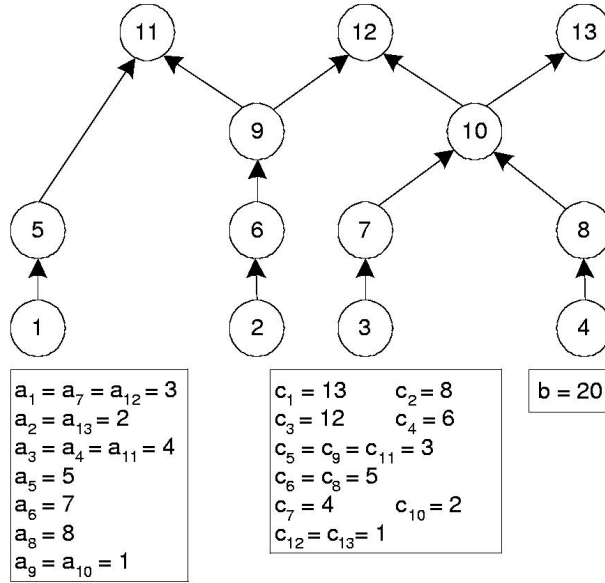 11 12 13
9 10
5 6 7 8
1 2 3 4
a₁ = a₇ = a₁₂ = 3
a₂ = a₁₃ = 2
a₃ = a₄ = a₁₁ = 4
a₅ = 5
a₆ = 7
a₈ = 8
a₉ = a₁₀ = 1
c₁ = 13 c₂ = 8
c₃ = 12 c₄ = 6
c₅ = c₉ = c₁₁ = 3
c₆ = c₈ = 5
c₇ = 4 c₁₀ = 2
c₁₂ = c₁₃ = 1
b = 20